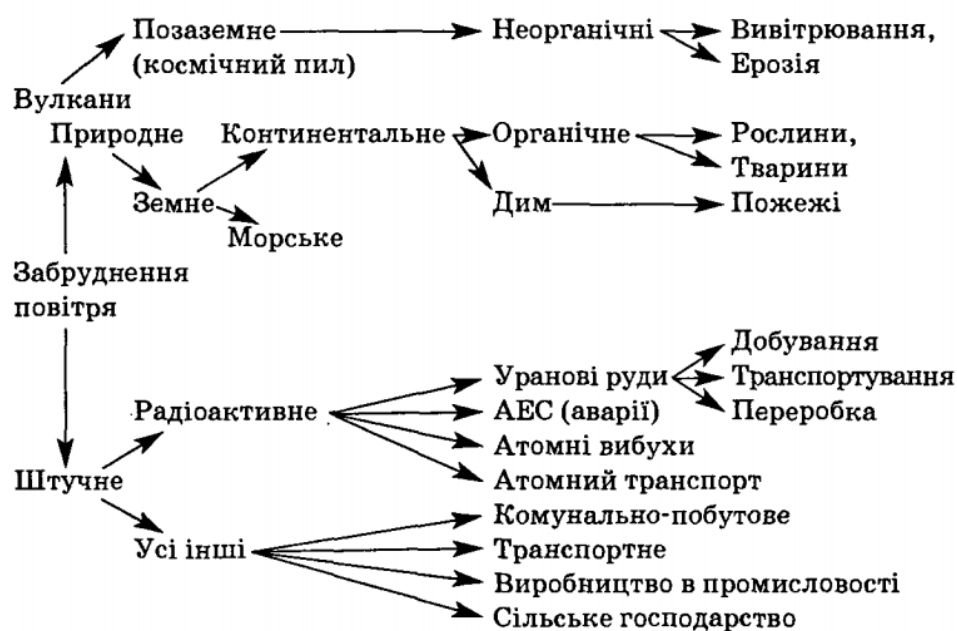 Позаземне
(космічний пил)
Неорганічні
Вивітрювання,
Ерозія
Вулкани
Природне
Континентальне
Органічне
Рослини,
Тварини
Земне
Дим
Пожежі
Морське
Забруднення
повітря
Добування
Уранові руди
Транспортування
Радіоактивне
АЕС (аварії)
Переробка
Атомні вибухи
Штучне
Атомний транспорт
Комунально-побутове
Усі інші
Транспортне
Виробництво в промисловості
Сільське господарство